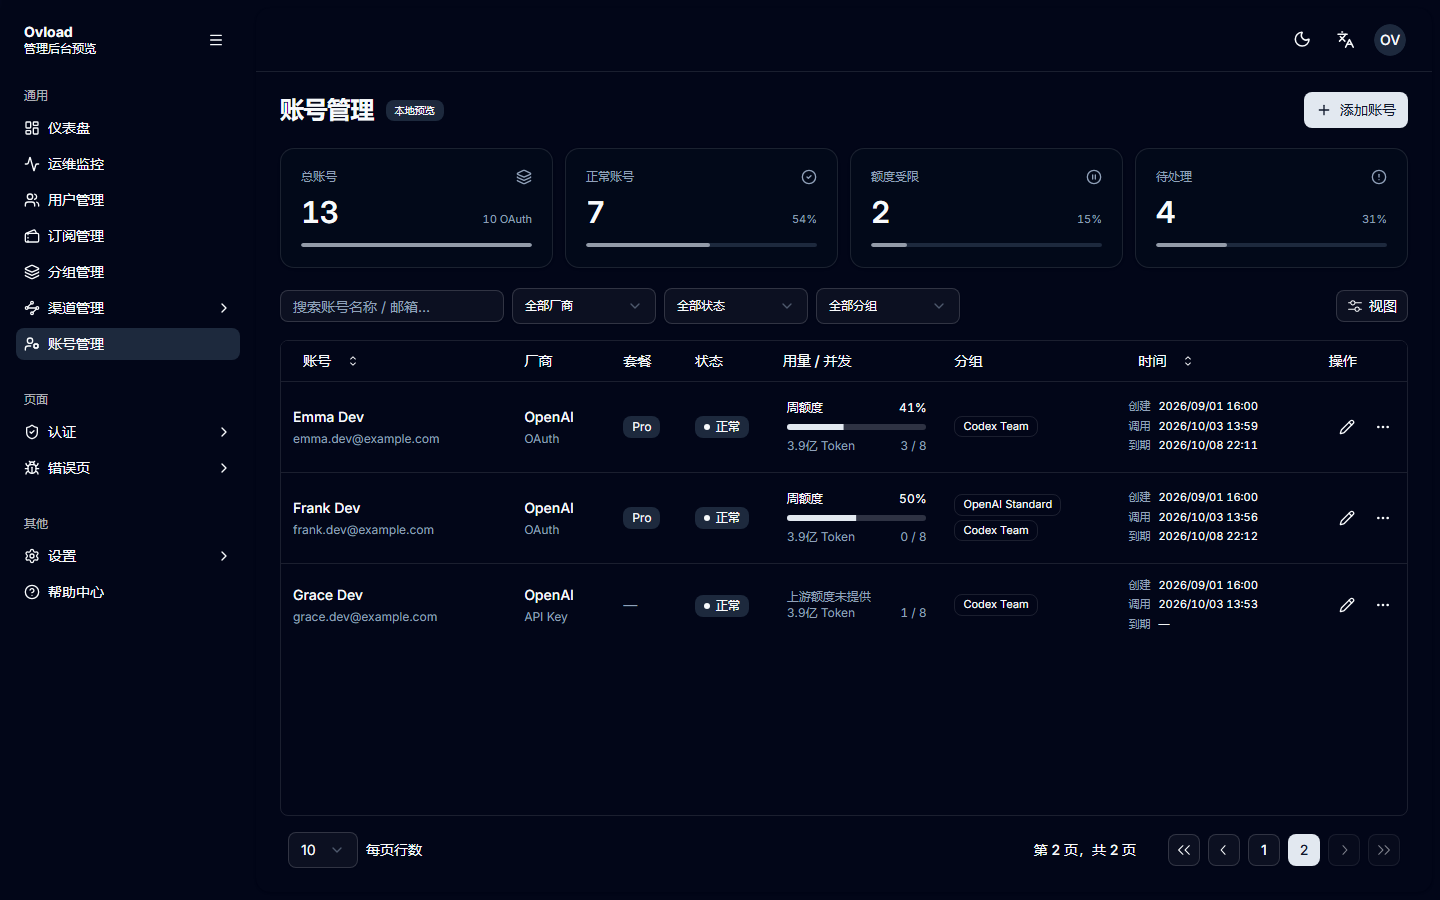 Ovload
管理后台预览
OV
通用
仪表盘
运维监控
用户管理
订阅管理
分组管理
渠道管理
账号管理
页面
认证
错误页
其他
设置
帮助中心
账号管理 本地预览
添加账号
总账号
13 10 OAuth
正常账号
7 54%
额度受限
2 15%
待处理
4 31%
搜索账号名称 / 邮箱... 全部厂商 全部状态 全部分组 视图
账号 厂商 套餐 状态 用量 / 并发 分组 时间 操作
Emma Dev
emma.dev@example.com
OpenAI
OAuth
Pro
正常
周额度 41%
3.9亿 Token 3 / 8
Codex Team
创建 2026/09/01 16:00
调用 2026/10/03 13:59
到期 2026/10/08 22:11
Frank Dev
frank.dev@example.com
OpenAI
OAuth
Pro
正常
周额度 50%
3.9亿 Token 0 / 8
OpenAI Standard
Codex Team
创建 2026/09/01 16:00
调用 2026/10/03 13:56
到期 2026/10/08 22:12
Grace Dev
grace.dev@example.com
OpenAI
API Key
—
正常
上游额度未提供
3.9亿 Token 1 / 8
Codex Team
创建 2026/09/01 16:00
调用 2026/10/03 13:53
到期 —
10 每页行数
第 2 页，共 2 页
1 2